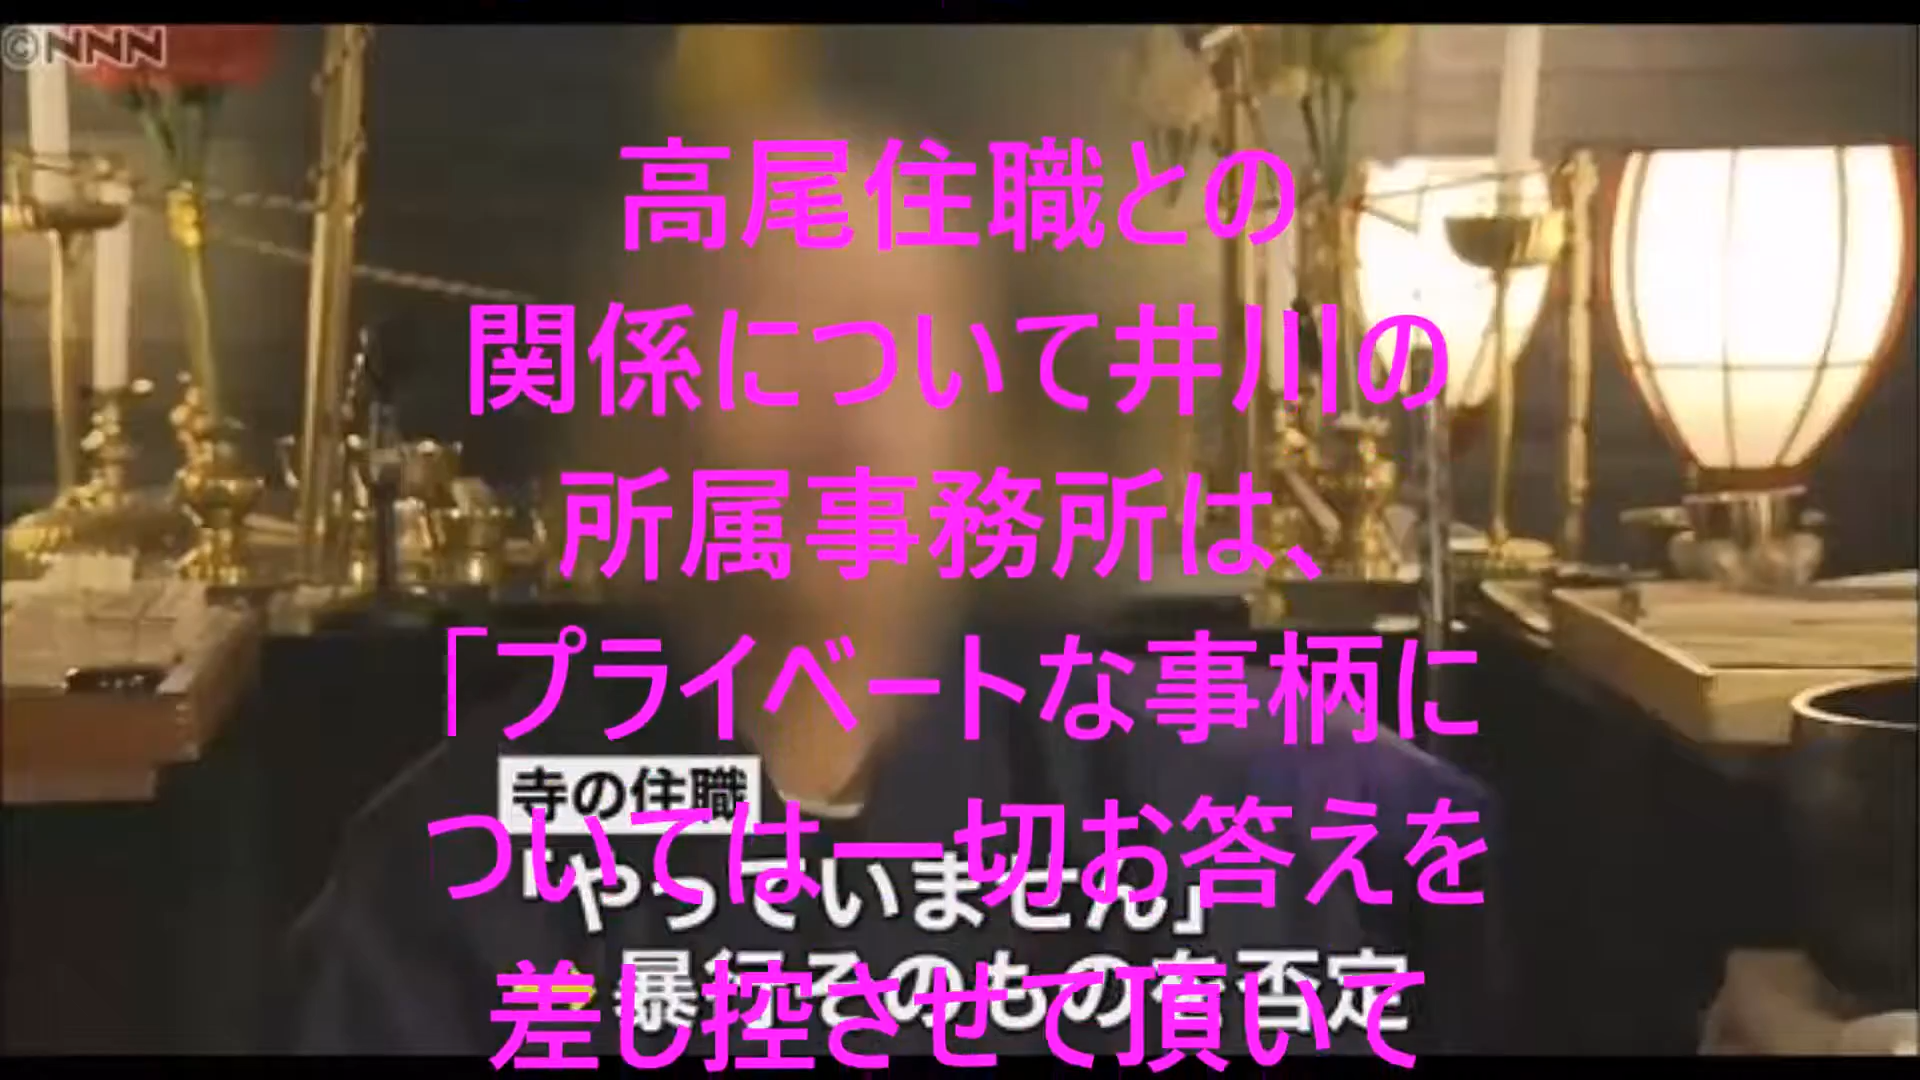 ©NNN
高尾住職との
関係について井川の
所属事務所は、
「プライベートな事柄に
寺の住職
ついては一切お答えを
「やっていません」
差し控させて頂いて
暴行そのものを否定